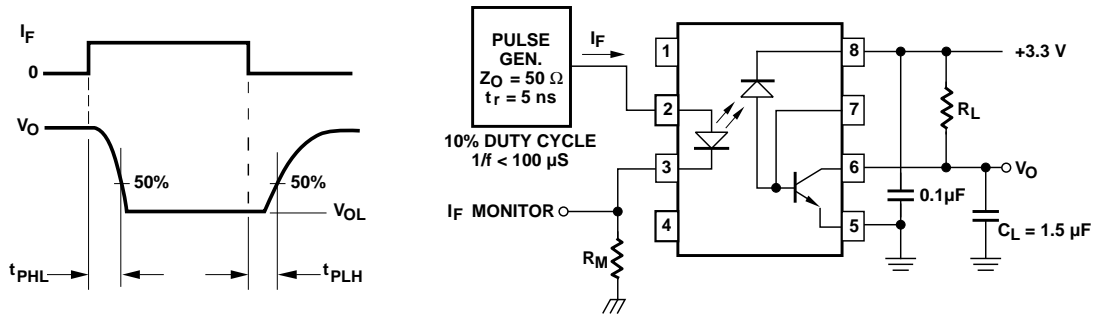 I_F
0
V_O
50%
50%
V_OL
t_PHL
t_PLH
PULSE
GEN.
Z_O = 50 Ω
t_r = 5 ns
I_F
10% DUTY CYCLE
1/f < 100 µS
I_F MONITOR
R_M
1
2
3
4
8
7
6
5
+3.3 V
R_L
V_O
0.1µF
C_L = 1.5 µF